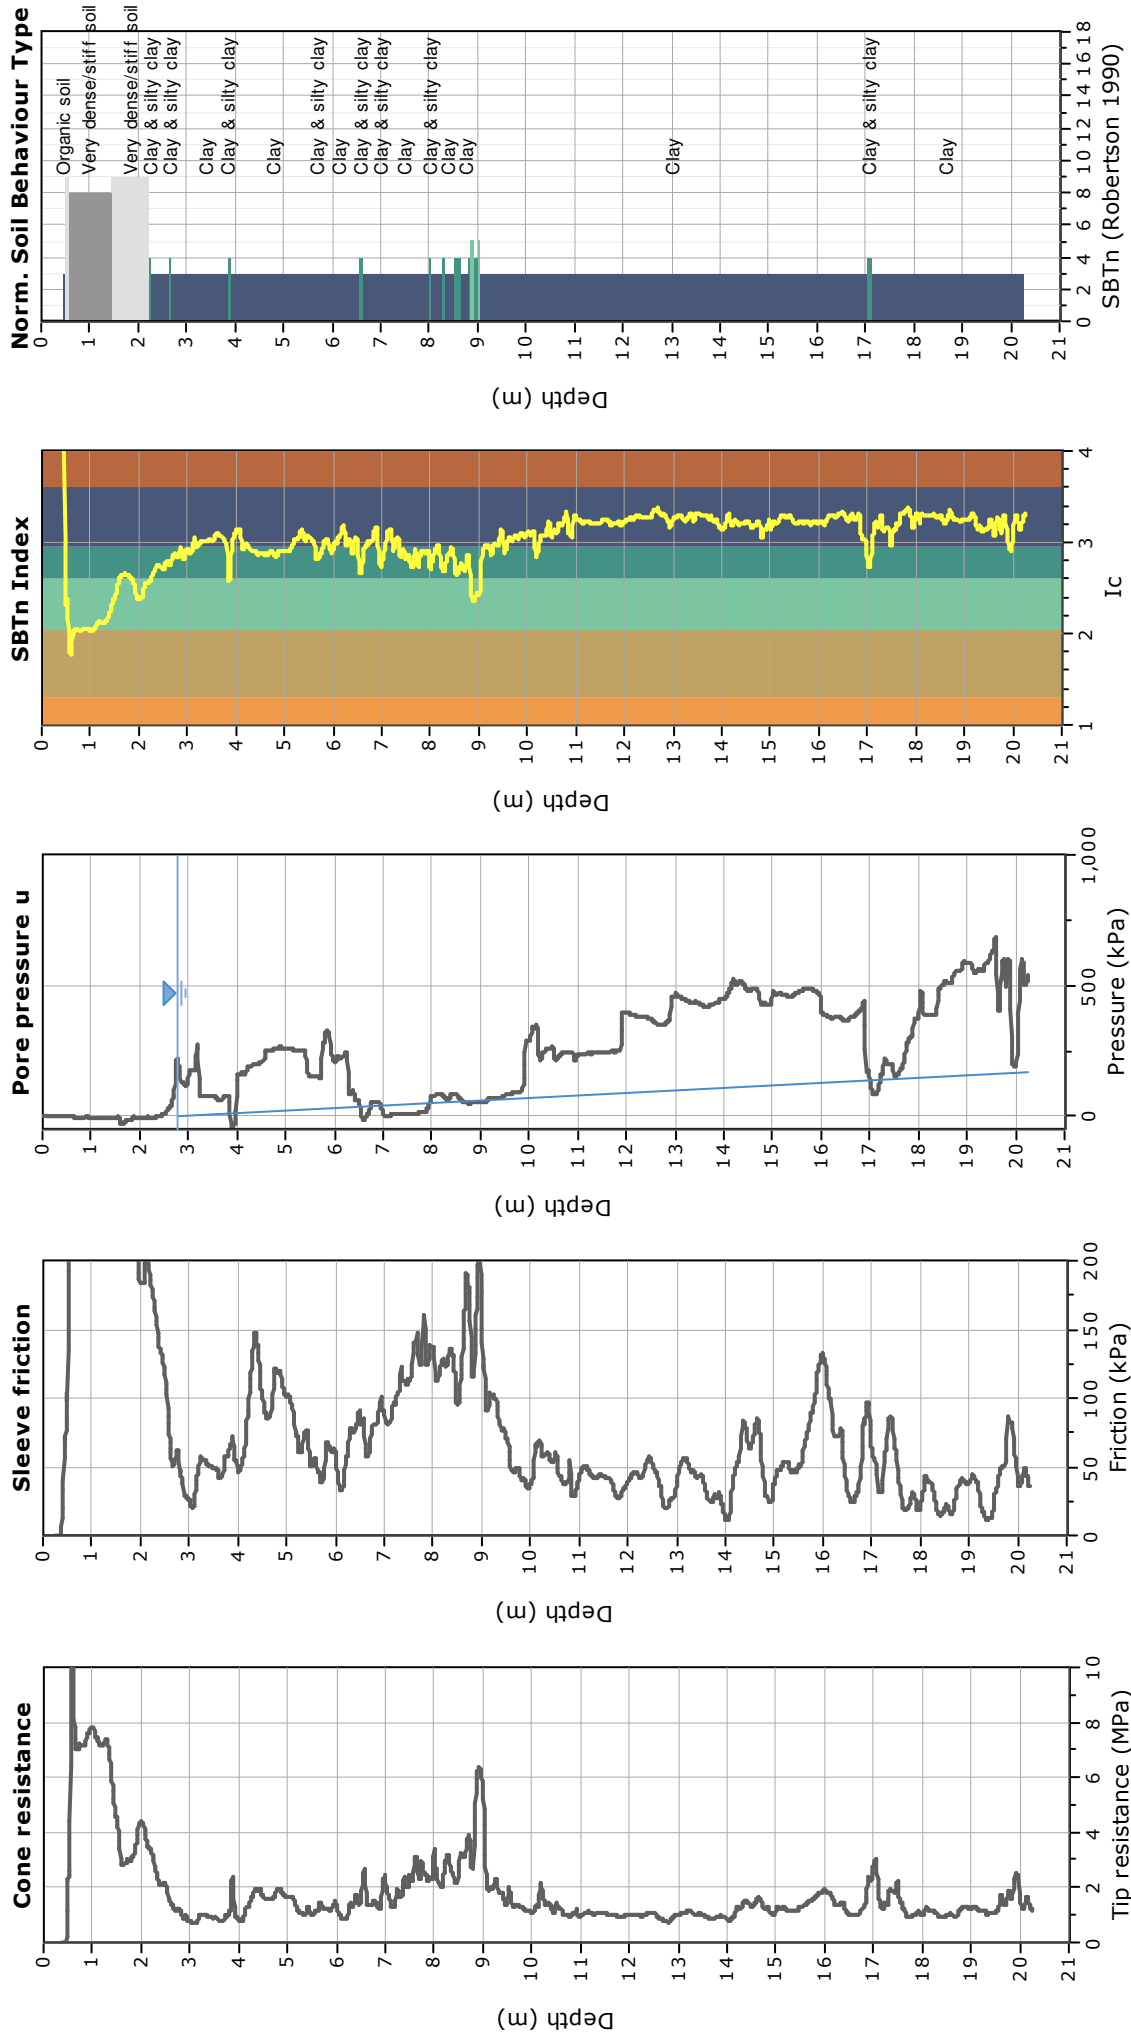 Cone resistance
Depth (m)
0
1
2
3
4
5
6
7
8
9
10
11
12
13
14
15
16
17
18
19
20
21
0 2 4 6 8 10
Tip resistance (MPa)
Sleeve friction
Depth (m)
0
1
2
3
4
5
6
7
8
9
10
11
12
13
14
15
16
17
18
19
20
21
0 50 100 150 200
Friction (kPa)
Pore pressure u
Depth (m)
0
1
2
3
4
5
6
7
8
9
10
11
12
13
14
15
16
17
18
19
20
21
0 500 1,000
Pressure (kPa)
SBTn Index
Depth (m)
0
1
2
3
4
5
6
7
8
9
10
11
12
13
14
15
16
17
18
19
20
21
1 2 3 4
Ic
Norm. Soil Behaviour Type
Depth (m)
0
1
2
3
4
5
6
7
8
9
10
11
12
13
14
15
16
17
18
19
20
21
Organic soil
Very dense/stiff soil
Very dense/stiff soil
Clay & silty clay
Clay & silty clay
Clay
Clay & silty clay
Clay
Clay & silty clay
Clay
Clay & silty clay
Clay & silty clay
Clay
Clay & silty clay
Clay
Clay
Clay
Clay & silty clay
Clay
0 2 4 6 8 10 12 14 16 18
SBTn (Robertson 1990)